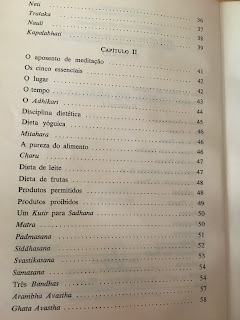 Neti
Trataka ........ 36
Nauli ........ 37
Kapalabhati ........ 38
39
CAPÍTULO II
O aposento de meditação ........ 41
Os cinco essenciais ........ 41
O lugar ........ 42
O tempo ........ 42
O Adhikari ........ 43
Disciplina dietética ........ 44
Dieta yóguica ........ 45
Mitahara ........ 46
A pureza do alimento ........ 46
Charu ........ 47
Dieta de leite ........ 47
Dieta de frutas ........ 48
Produtos permitidos ........ 48
Produtos proibidos ........ 49
Um Kutir para Sadhana ........ 50
Matra ........ 50
Padmasana ........ 51
Siddhasana ........ 52
Svastikasana ........ 53
Samasana ........ 54
Três Bandhas ........ 54
Arambha Avastha ........ 57
Ghata Avastha ........ 58